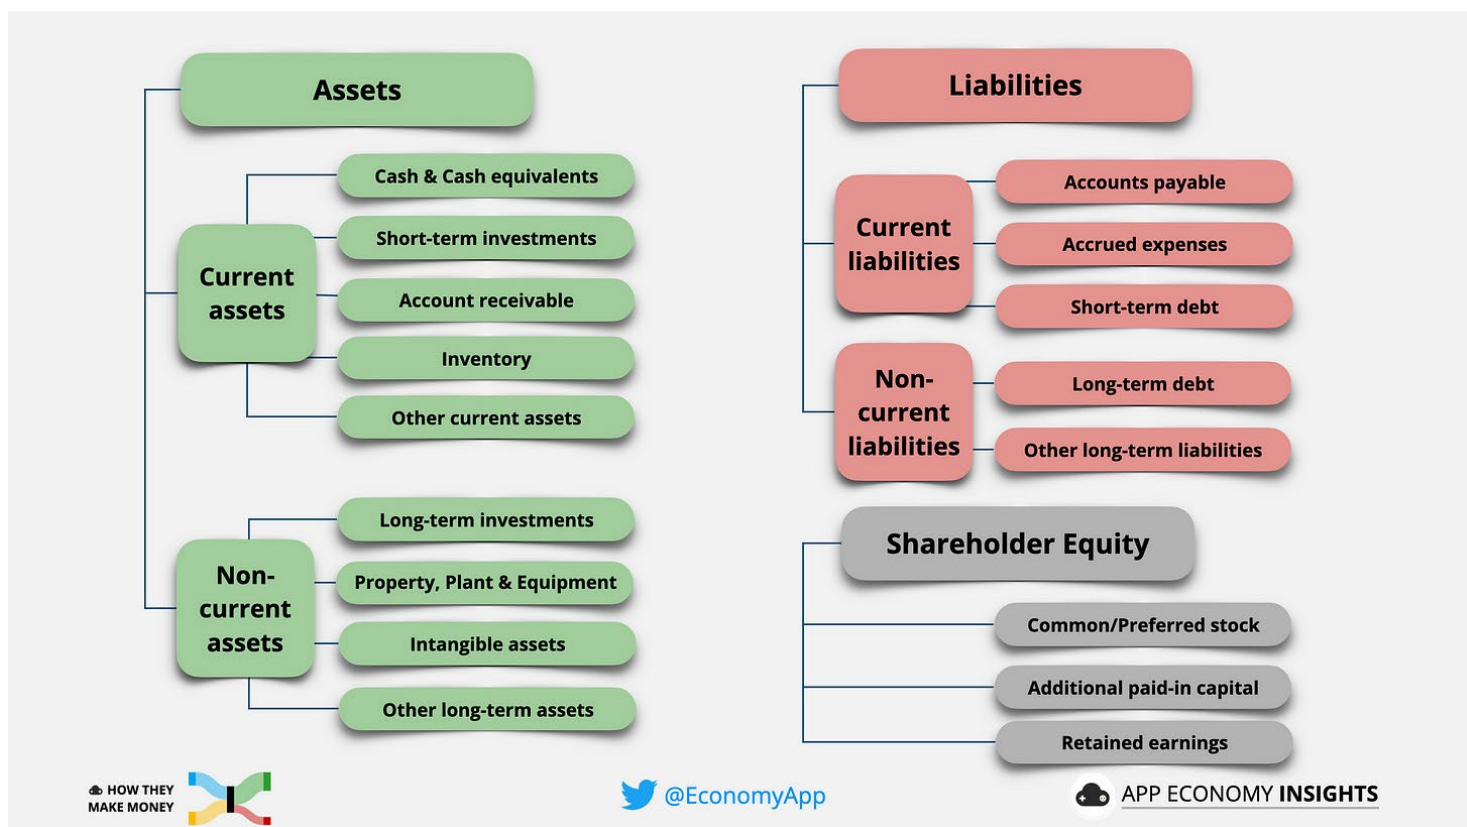 Assets
Cash & Cash equivalents
Short-term investments
Current
assets
Account receivable
Inventory
Other current assets
Long-term investments
Non-
current
assets
Property, Plant & Equipment
Intangible assets
Other long-term assets
Liabilities
Accounts payable
Current
liabilities
Accrued expenses
Short-term debt
Non-
current
liabilities
Long-term debt
Other long-term liabilities
Shareholder Equity
Common/Preferred stock
Additional paid-in capital
Retained earnings
HOW THEY
MAKE MONEY
@EconomyApp
APP ECONOMY INSIGHTS